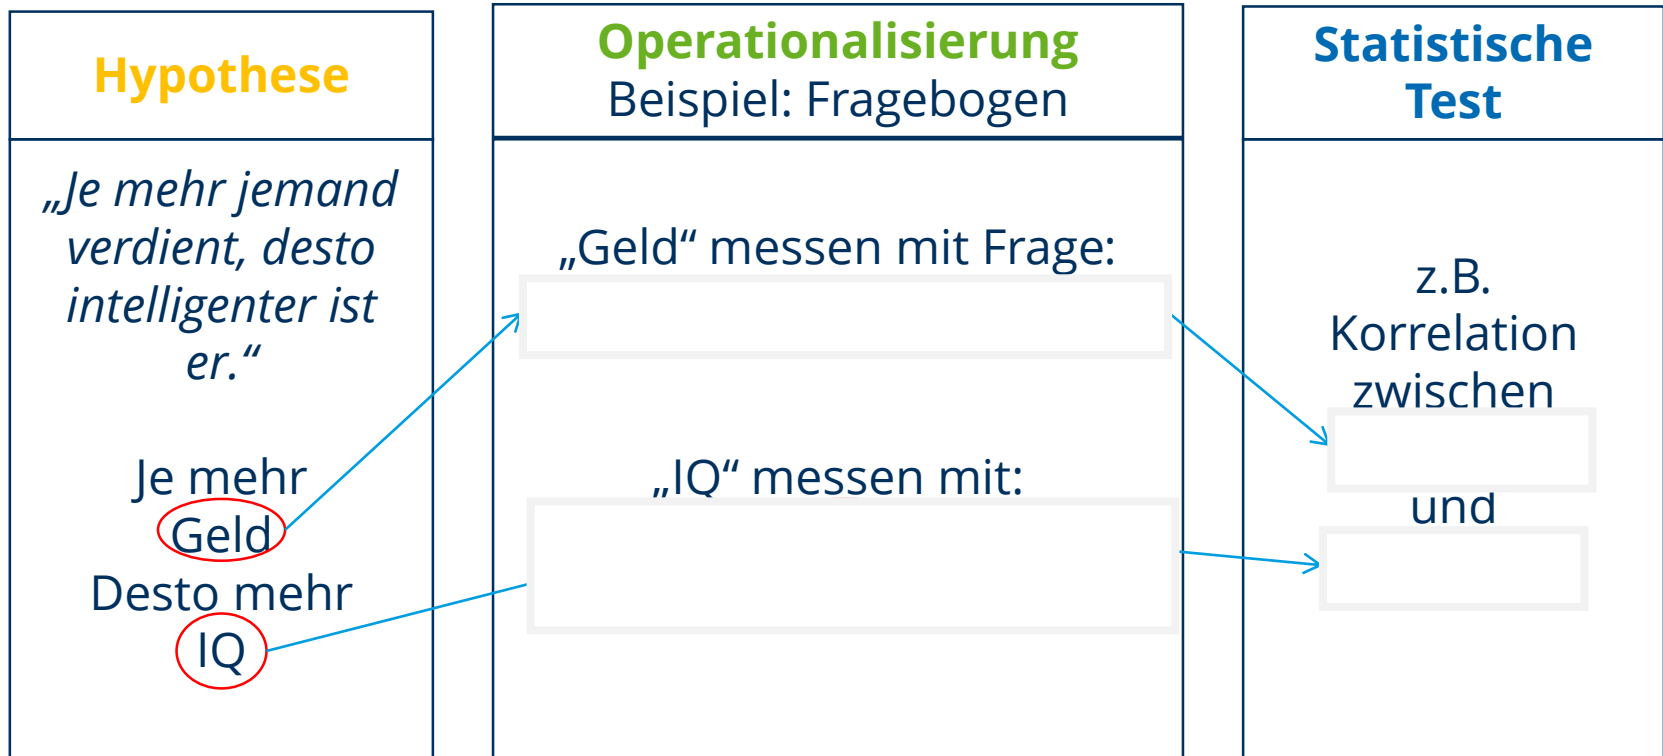 Hypothese
„Je mehr jemand
verdient, desto
intelligenter ist
er.“
Je mehr
Geld
Desto mehr
IQ
Operationalisierung
Beispiel: Fragebogen
„Geld“ messen mit Frage:
„IQ“ messen mit:
Statistische
Test
z.B.
Korrelation
zwischen
und